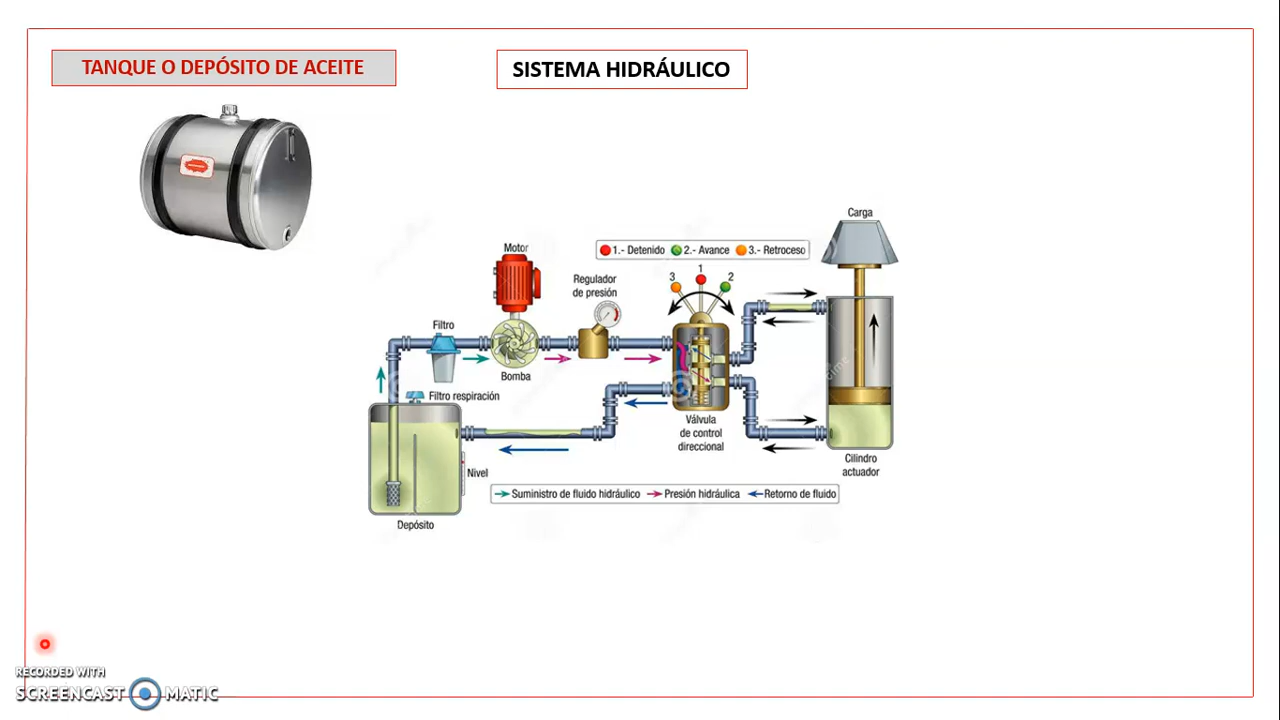 TANQUE O DEPÓSITO DE ACEITE
SISTEMA HIDRÁULICO
Carga
1.- Detenido 2.- Avance 3.- Retroceso
Motor
Regulador
de presión
3 1 2
Filtro
Bomba
Filtro respiración
Válvula
de control
direccional
Cilindro
actuador
Nivel
Suministro de fluido hidráulico Presión hidráulica Retorno de fluido
Depósito
RECORDED WITH
SCREENCAST MATIC